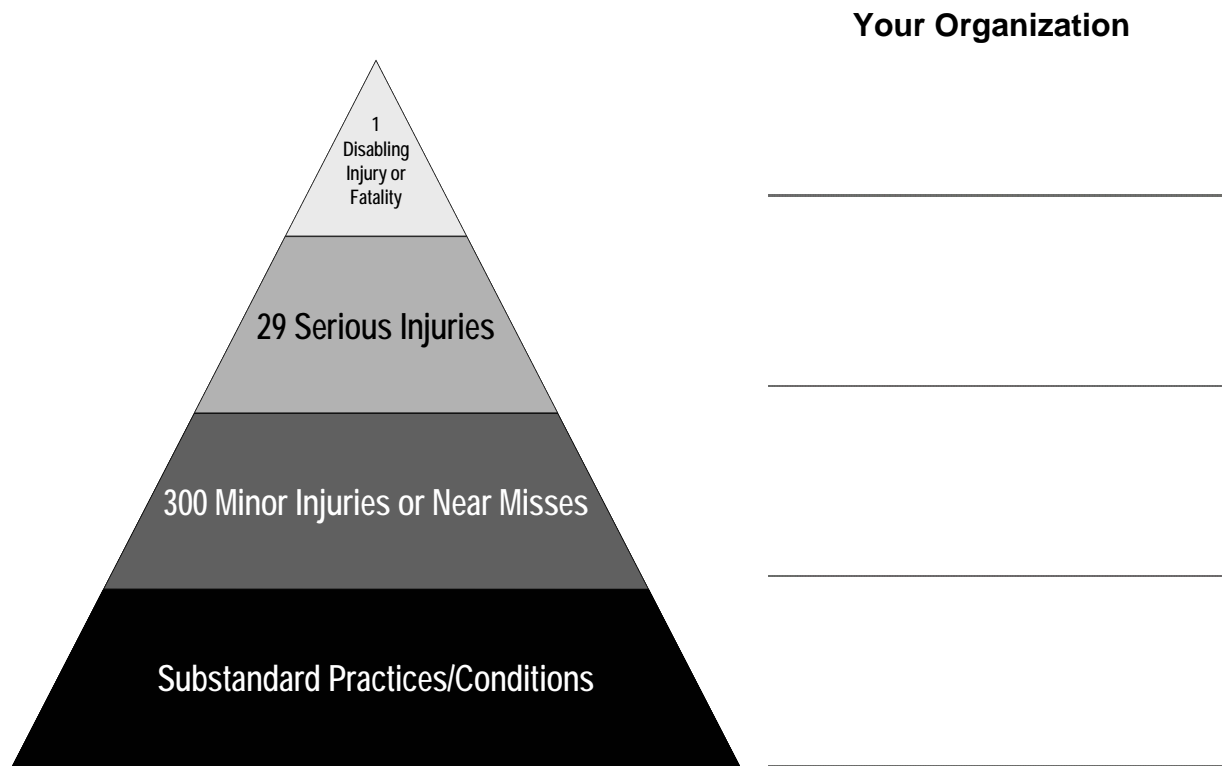 Your Organization
1
Disabling
Injury or
Fatality
29 Serious Injuries
300 Minor Injuries or Near Misses
Substandard Practices/Conditions